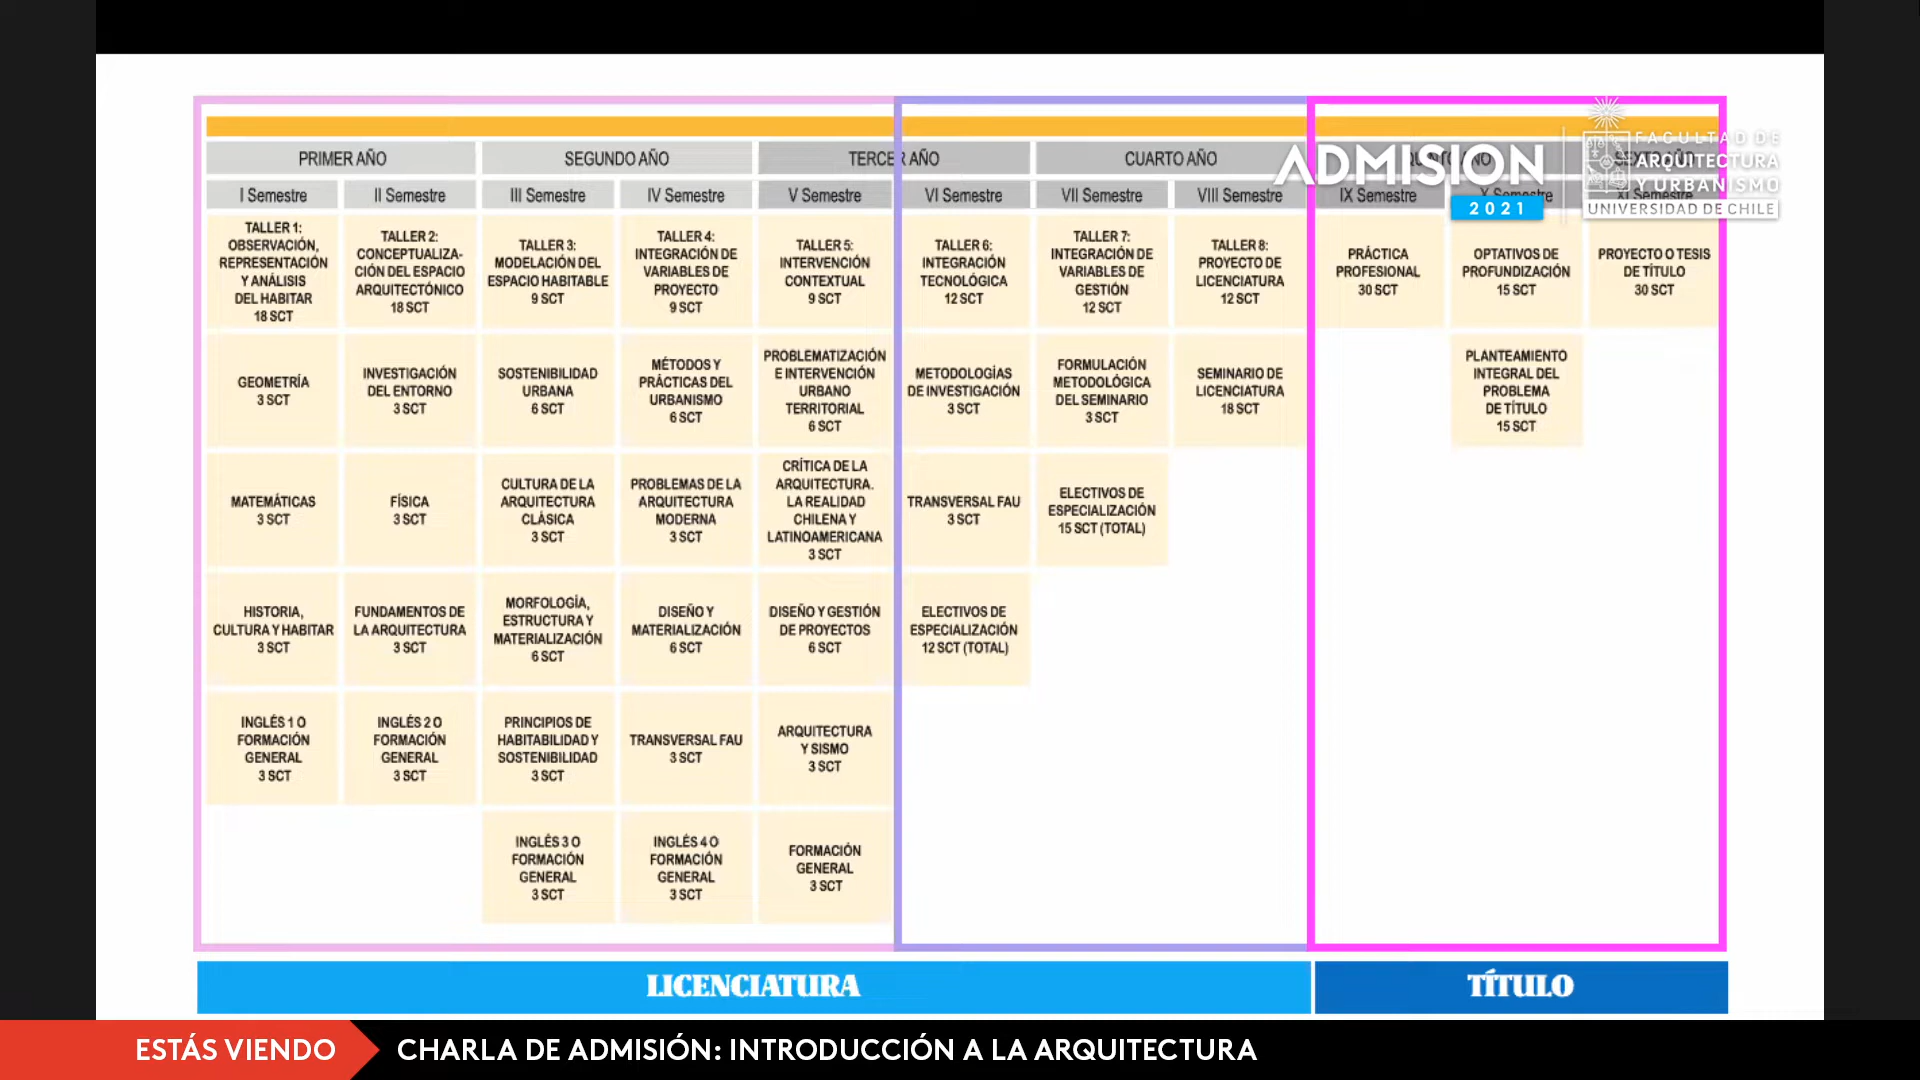 PRIMER AÑO
SEGUNDO AÑO
TERCER AÑO
CUARTO AÑO
ADMISION
2021
FACULTAD DE
ARQUITECTURA
Y URBANISMO
UNIVERSIDAD DE CHILE
I Semestre
II Semestre
III Semestre
IV Semestre
V Semestre
VI Semestre
VII Semestre
VIII Semestre
IX Semestre
X Semestre
XI Semestre
TALLER 1:
OBSERVACIÓN,
REPRESENTACIÓN
Y ANÁLISIS
DEL HABITAR
18 SCT
TALLER 2:
CONCEPTUALIZA-
CIÓN DEL ESPACIO
ARQUITECTÓNICO
18 SCT
TALLER 3:
MODELACIÓN DEL
ESPACIO HABITABLE
9 SCT
TALLER 4:
INTEGRACIÓN DE
VARIABLES DE
PROYECTO
9 SCT
TALLER 5:
INTERVENCIÓN
CONTEXTUAL
9 SCT
TALLER 6:
INTEGRACIÓN
TECNOLÓGICA
12 SCT
TALLER 7:
INTEGRACIÓN DE
VARIABLES DE
GESTIÓN
12 SCT
TALLER 8:
PROYECTO DE
LICENCIATURA
12 SCT
PRÁCTICA
PROFESIONAL
30 SCT
OPTATIVOS DE
PROFUNDIZACIÓN
15 SCT
PROYECTO O TESIS
DE TÍTULO
30 SCT
GEOMETRÍA
3 SCT
INVESTIGACIÓN
DEL ENTORNO
3 SCT
SOSTENIBILIDAD
URBANA
6 SCT
MÉTODOS Y
PRÁCTICAS DEL
URBANISMO
6 SCT
PROBLEMATIZACIÓN
E INTERVENCIÓN
URBANO
TERRITORIAL
6 SCT
METODOLOGÍAS
DE INVESTIGACIÓN
3 SCT
FORMULACIÓN
METODOLÓGICA
DEL SEMINARIO
3 SCT
SEMINARIO DE
LICENCIATURA
18 SCT
PLANTEAMIENTO
INTEGRAL DEL
PROBLEMA
DE TÍTULO
15 SCT
MATEMÁTICAS
3 SCT
FÍSICA
3 SCT
CULTURA DE LA
ARQUITECTURA
CLÁSICA
3 SCT
PROBLEMAS DE LA
ARQUITECTURA
MODERNA
3 SCT
CRÍTICA DE LA
ARQUITECTURA.
LA REALIDAD
CHILENA Y
LATINOAMERICANA
3 SCT
TRANSVERSAL FAU
3 SCT
ELECTIVOS DE
ESPECIALIZACIÓN
15 SCT (TOTAL)
HISTORIA,
CULTURA Y HABITAR
3 SCT
FUNDAMENTOS DE
LA ARQUITECTURA
3 SCT
MORFOLOGÍA,
ESTRUCTURA Y
MATERIALIZACIÓN
6 SCT
DISEÑO Y
MATERIALIZACIÓN
6 SCT
DISEÑO Y GESTIÓN
DE PROYECTOS
6 SCT
ELECTIVOS DE
ESPECIALIZACIÓN
12 SCT (TOTAL)
INGLÉS 1 O
FORMACIÓN
GENERAL
3 SCT
INGLÉS 2 O
FORMACIÓN
GENERAL
3 SCT
PRINCIPIOS DE
HABITABILIDAD Y
SOSTENIBILIDAD
3 SCT
TRANSVERSAL FAU
3 SCT
ARQUITECTURA
Y SISMO
3 SCT
INGLÉS 3 O
FORMACIÓN
GENERAL
3 SCT
INGLÉS 4 O
FORMACIÓN
GENERAL
3 SCT
FORMACIÓN
GENERAL
3 SCT
LICENCIATURA
TÍTULO
ESTÁS VIENDO
CHARLA DE ADMISIÓN: INTRODUCCIÓN A LA ARQUITECTURA